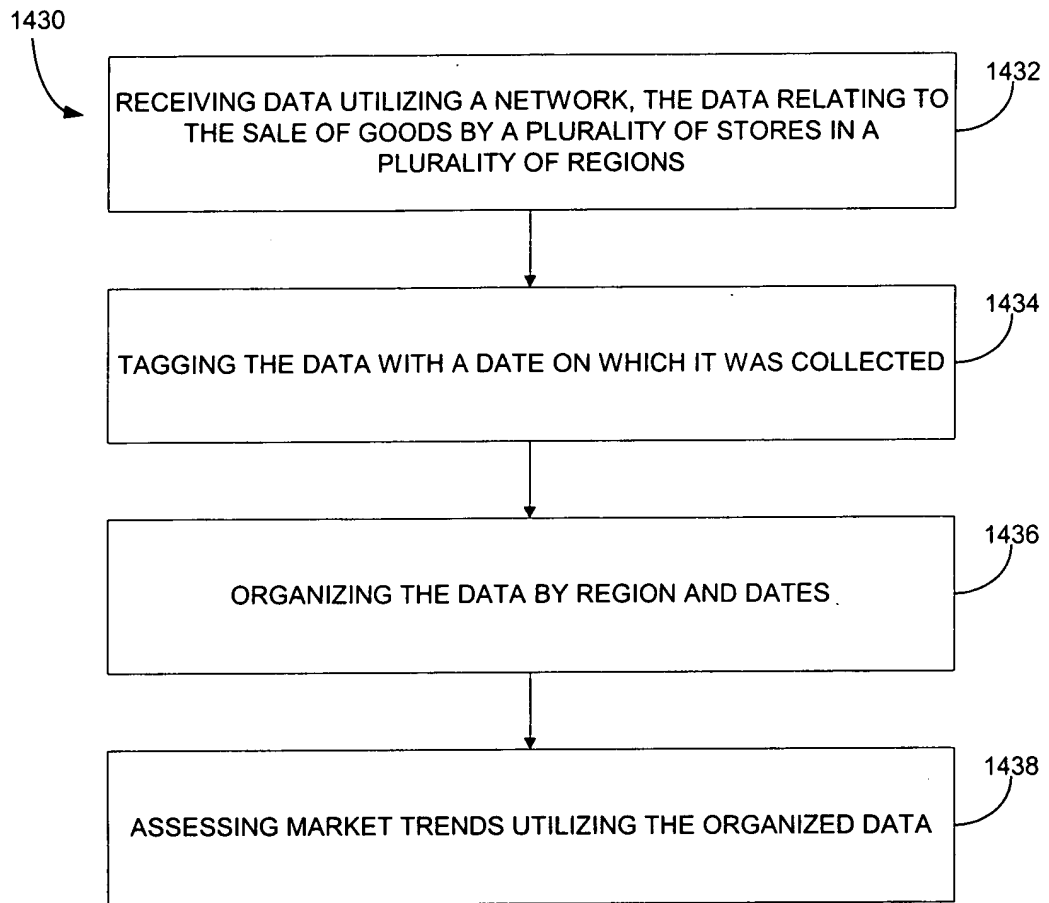 1430
1432
RECEIVING DATA UTILIZING A NETWORK, THE DATA RELATING TO
THE SALE OF GOODS BY A PLURALITY OF STORES IN A
PLURALITY OF REGIONS
1434
TAGGING THE DATA WITH A DATE ON WHICH IT WAS COLLECTED
1436
ORGANIZING THE DATA BY REGION AND DATES
1438
ASSESSING MARKET TRENDS UTILIZING THE ORGANIZED DATA